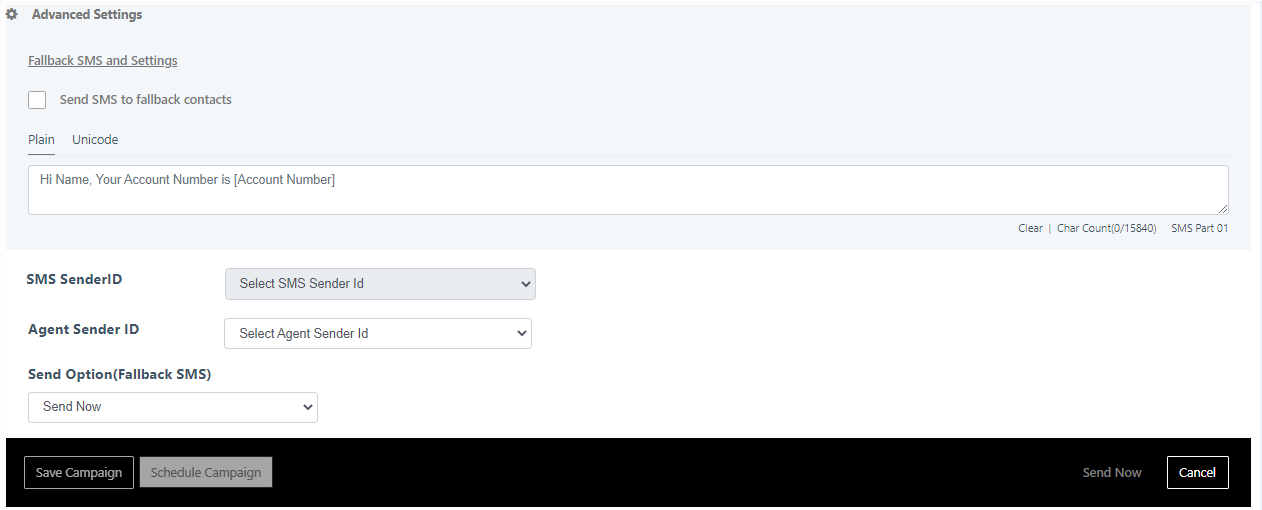 Advanced Settings
Fallback SMS and Settings
Send SMS to fallback contacts
Plain Unicode
Hi Name, Your Account Number is [Account Number]
Clear | Char Count(0/15840) SMS Part 01
SMS SenderID Select SMS Sender Id
Agent Sender ID Select Agent Sender Id
Send Option(Fallback SMS)
Send Now
Save Campaign Schedule Campaign Send Now Cancel